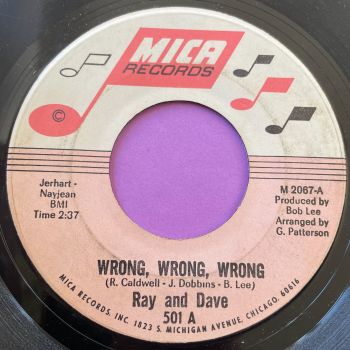 MICA
RECORDS
©
Jerhart -
Nayjean
BMI
Time 2:37
M 2067-A
Produced by
Bob Lee
Arranged by
G. Patterson
WRONG, WRONG, WRONG
(R. Caldwell - J. Dobbins - B. Lee)
Ray and Dave
501 A
MICA RECORDS, INC. 1823 S. MICHIGAN AVENUE, CHICAGO, 60616